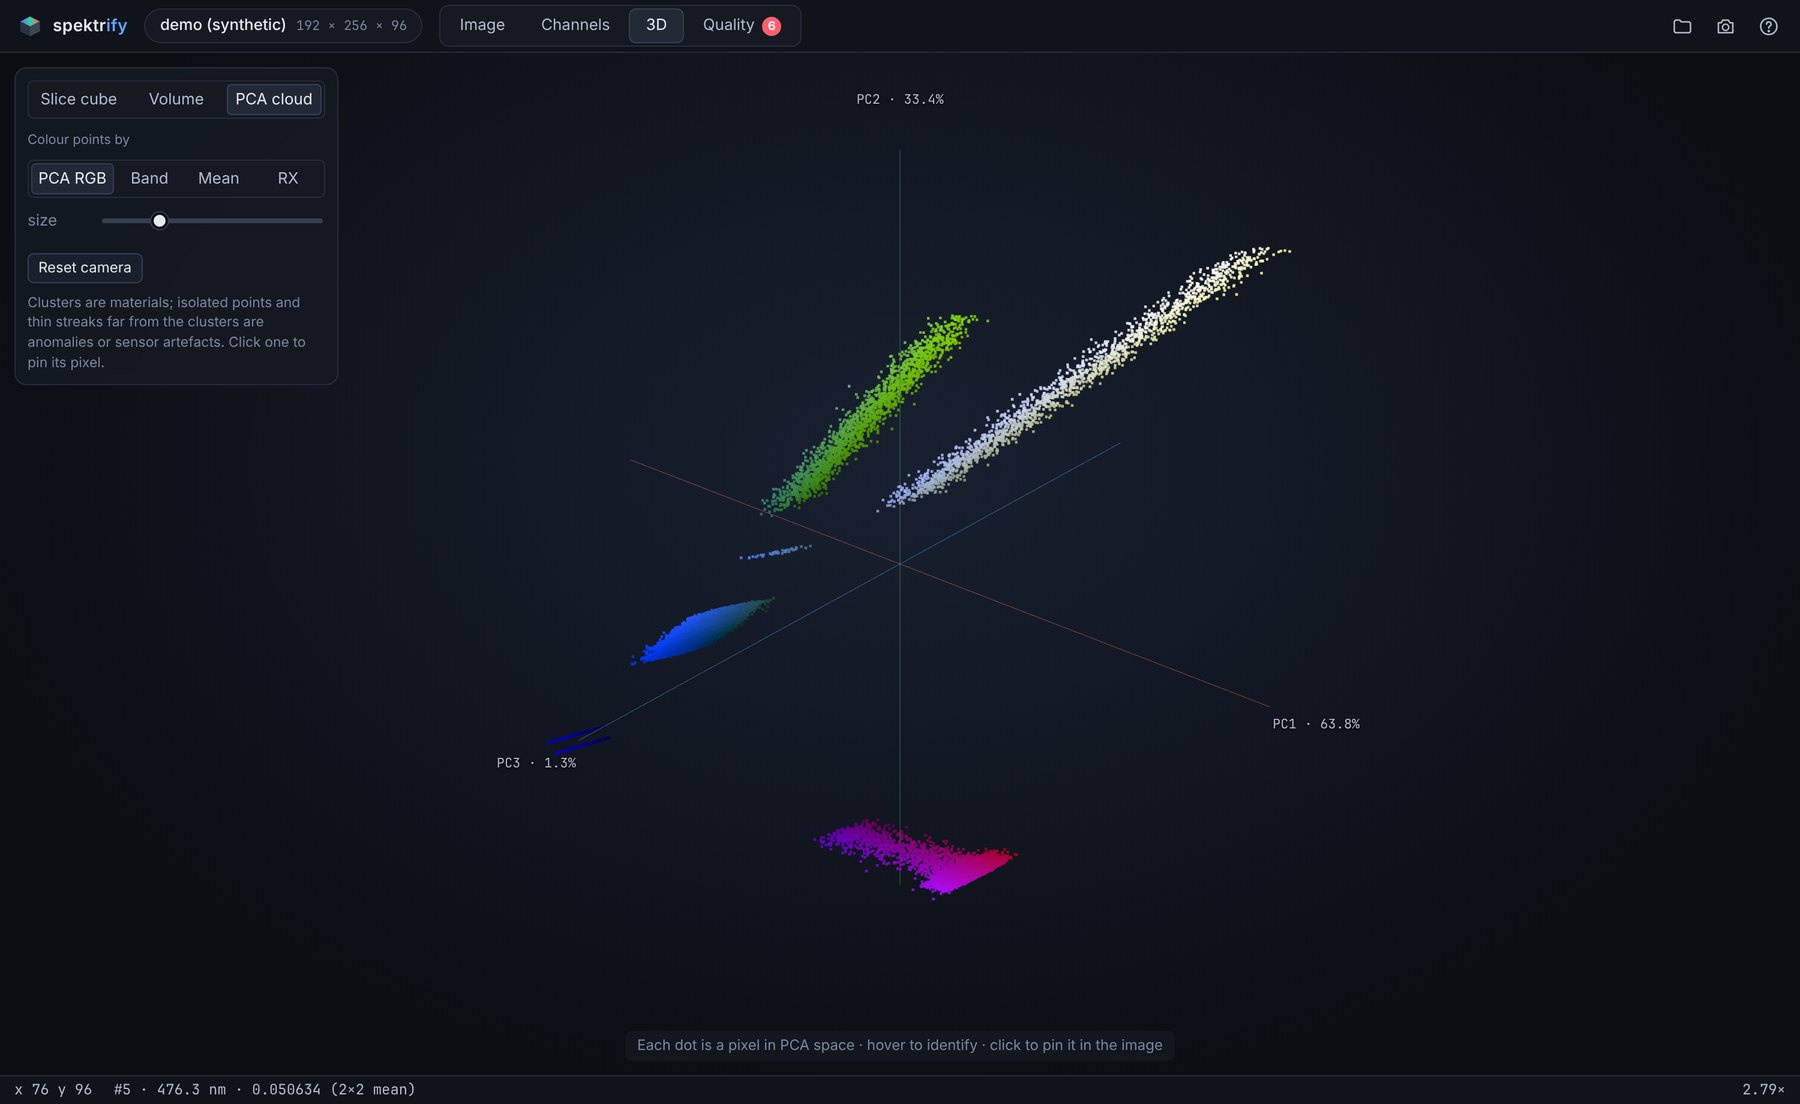 spektrify
demo (synthetic) 192 × 256 × 96
Image Channels 3D Quality 6
Slice cube Volume PCA cloud
Colour points by
PCA RGB Band Mean RX
size
Reset camera
Clusters are materials; isolated points and
thin streaks far from the clusters are
anomalies or sensor artefacts. Click one to
pin its pixel.
PC2 · 33.4%
PC1 · 63.8%
PC3 · 1.3%
Each dot is a pixel in PCA space · hover to identify · click to pin it in the image
x 76 y 96 #5 · 476.3 nm · 0.050634 (2×2 mean)
2.79×